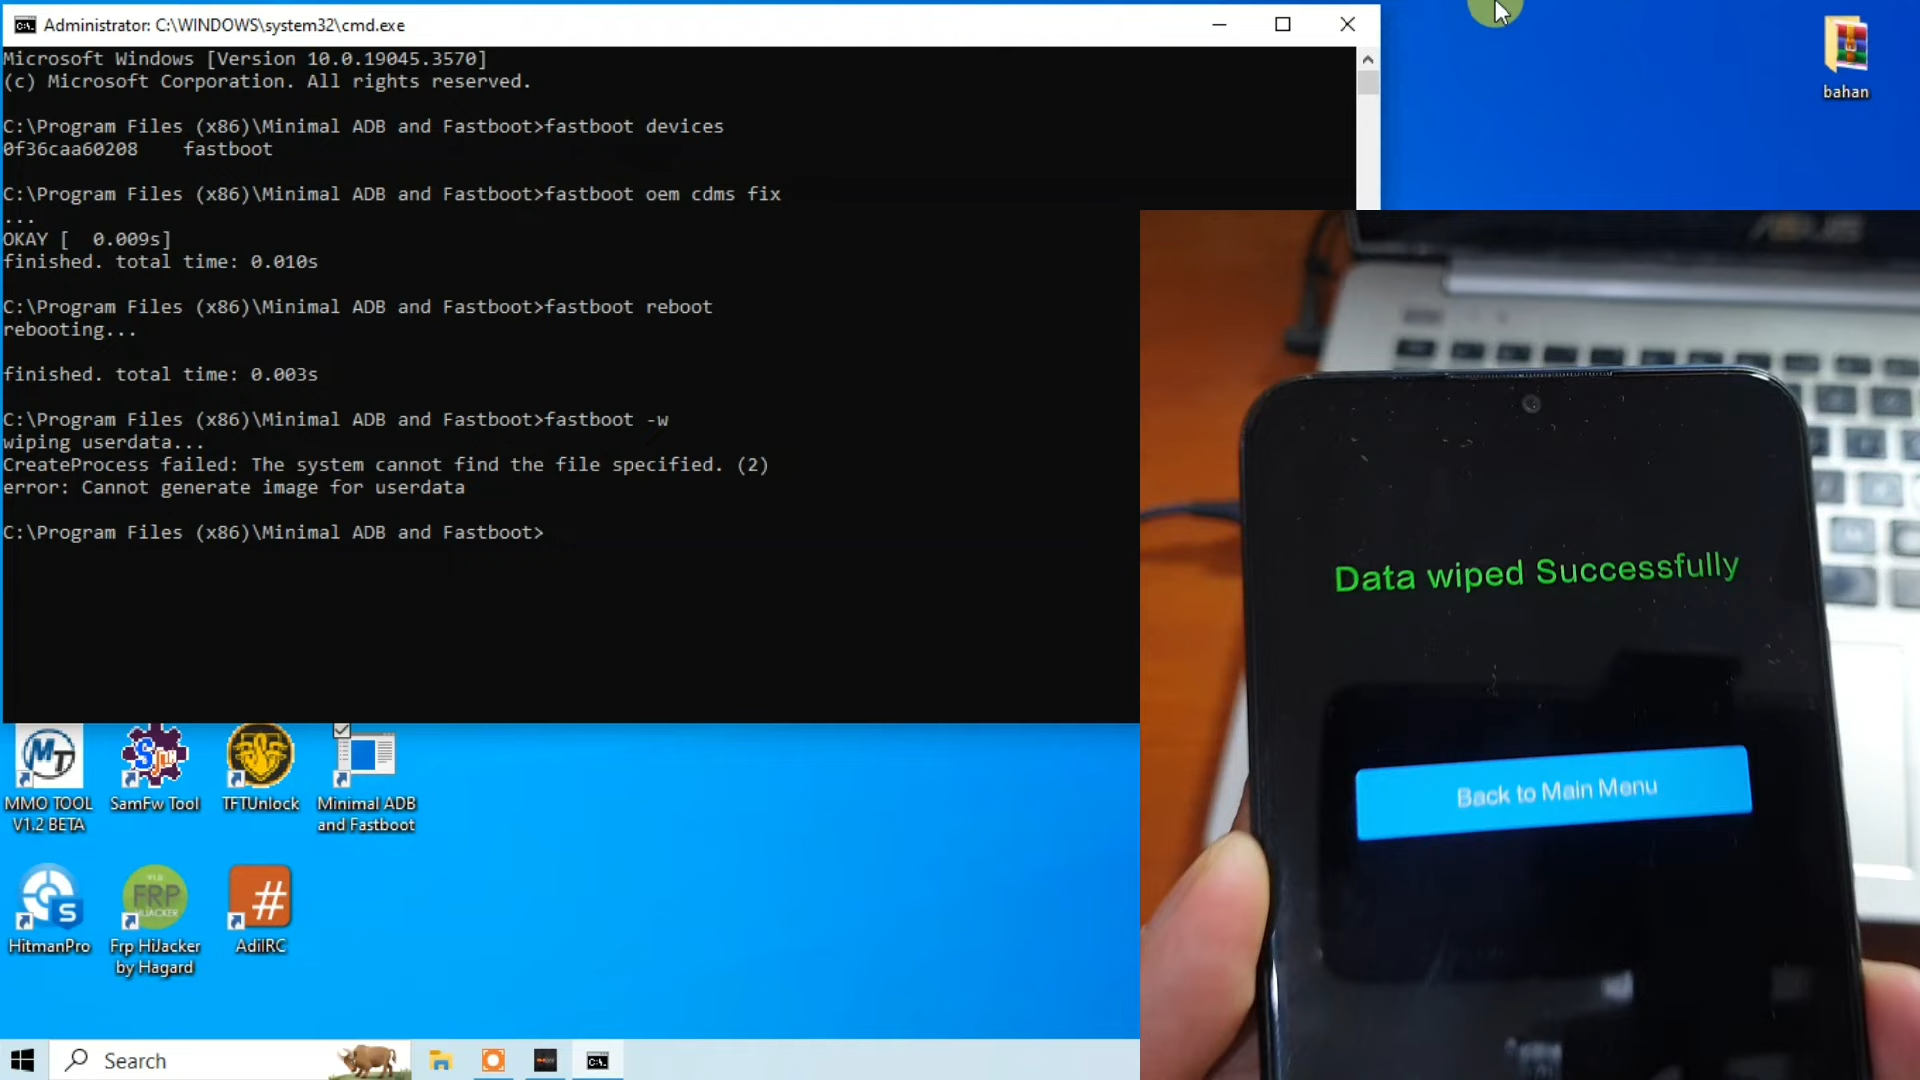 Administrator: C:\WINDOWS\system32\cmd.exe
Microsoft Windows [Version 10.0.19045.3570]
(c) Microsoft Corporation. All rights reserved.
C:\Program Files (x86)\Minimal ADB and Fastboot>fastboot devices
0f36caa60208 fastboot
C:\Program Files (x86)\Minimal ADB and Fastboot>fastboot oem cdms fix
...
OKAY [ 0.009s]
finished. total time: 0.010s
C:\Program Files (x86)\Minimal ADB and Fastboot>fastboot reboot
rebooting...
finished. total time: 0.003s
C:\Program Files (x86)\Minimal ADB and Fastboot>fastboot -w
wiping userdata...
CreateProcess failed: The system cannot find the file specified. (2)
error: Cannot generate image for userdata
C:\Program Files (x86)\Minimal ADB and Fastboot>
bahan
ASUS
Data wiped Successfully
Back to Main Menu
MMO TOOL V1.2 BETA
SamFw Tool
TFTUnlock
Minimal ADB and Fastboot
HitmanPro
FRP
HIJACKER
Frp HiJacker by Hagard
AdiIRC
Search